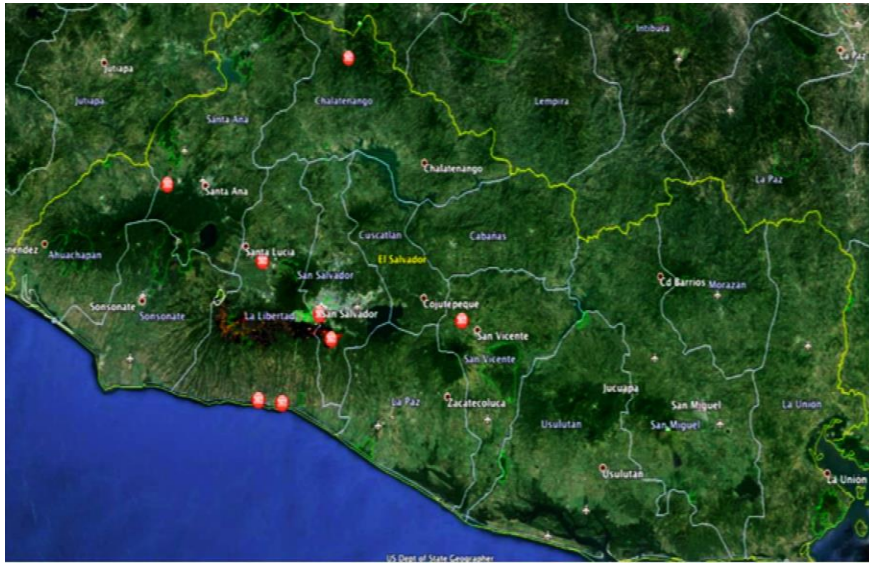 Intibuca
La Paz
Jutiapa
Jutiapa
Chalatenango
Lempira
Santa Ana
Chalatenango
La Paz
Santa Ana
Cuscatlan
Cabañas
Santa Lucia
Ahuachapan
El Salvador
San Salvador
Cd Barrios
Morazan
Sonsonate
Sonsonate
La Libertad
San Salvador
Cojutepeque
San Vicente
San Vicente
Jucuapa
La Paz
Zacatecoluca
San Miguel
La Union
Usulutan
San Miguel
Usulutan
La Union
US Dept of State Geographer